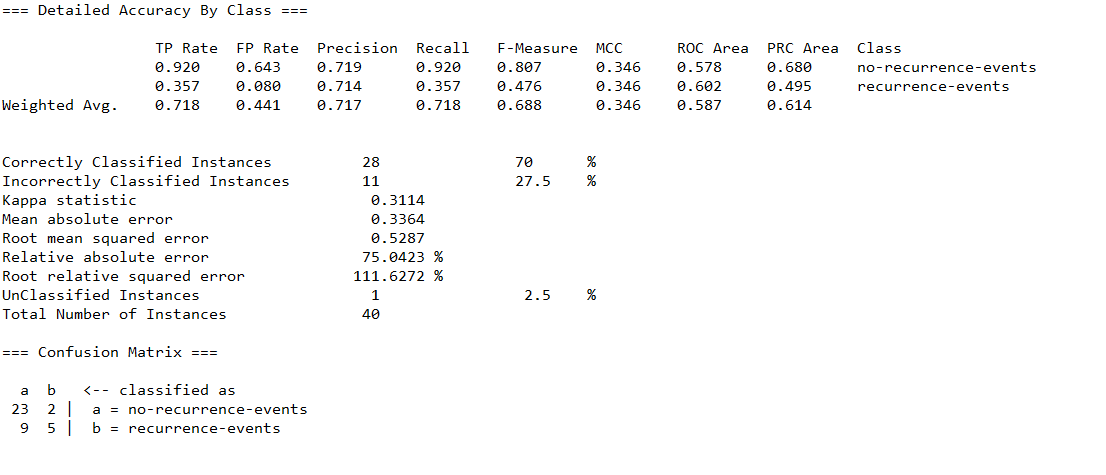 === Detailed Accuracy By Class ===
TP Rate FP Rate Precision Recall F-Measure MCC ROC Area PRC Area Class
0.920 0.643 0.719 0.920 0.807 0.346 0.578 0.680 no-recurrence-events
0.357 0.080 0.714 0.357 0.476 0.346 0.602 0.495 recurrence-events
Weighted Avg. 0.718 0.441 0.717 0.718 0.688 0.346 0.587 0.614
Correctly Classified Instances 28 70 %
Incorrectly Classified Instances 11 27.5 %
Kappa statistic 0.3114
Mean absolute error 0.3364
Root mean squared error 0.5287
Relative absolute error 75.0423 %
Root relative squared error 111.6272 %
UnClassified Instances 1 2.5 %
Total Number of Instances 40
=== Confusion Matrix ===
a b <-- classified as
23 2 | a = no-recurrence-events
9 5 | b = recurrence-events